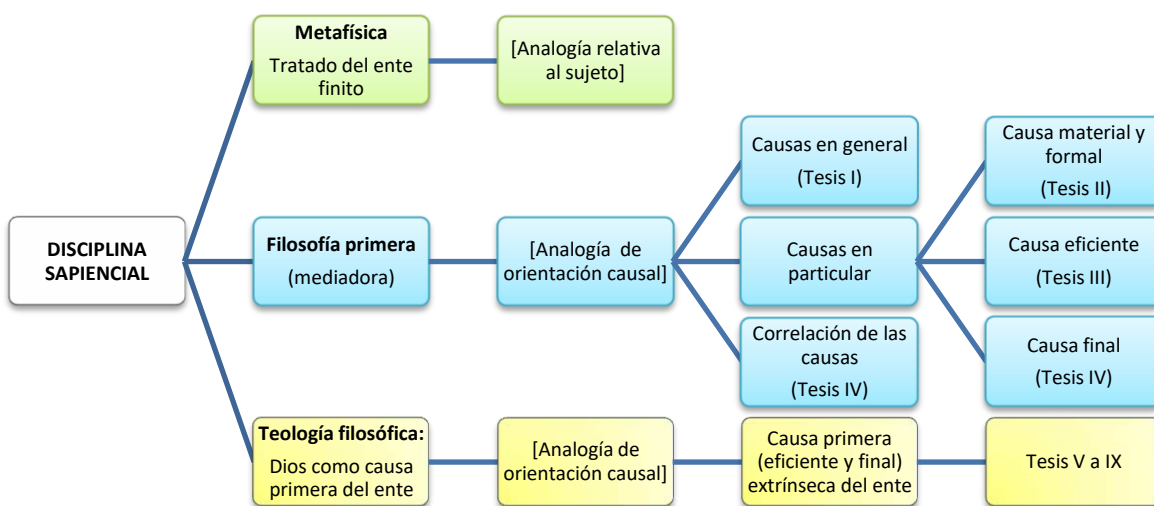 DISCIPLINA
SAPIENCIAL
Metafísica
Tratado del ente
finito
[Analogía relativa
al sujeto]
Filosofía primera
(mediadora)
[Analogía de
orientación causal]
Causas en general
(Tesis I)
Causas en
particular
Correlación de las
causas
(Tesis IV)
Causa material y
formal
(Tesis II)
Causa eficiente
(Tesis III)
Causa final
(Tesis IV)
Teología filosófica:
Dios como causa
primera del ente
[Analogía de
orientación causal]
Causa primera
(eficiente y final)
extrínseca del ente
Tesis V a IX